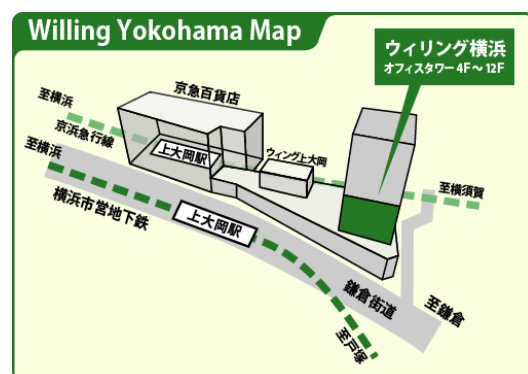 Willing Yokohama Map
ウィリング横浜
オフィスタワー 4F～12F
京急百貨店
至横浜
京浜急行線
上大岡駅
ウィング上大岡
至横須賀
至横浜
横浜市営地下鉄
上大岡駅
鎌倉街道
至鎌倉
至戸塚